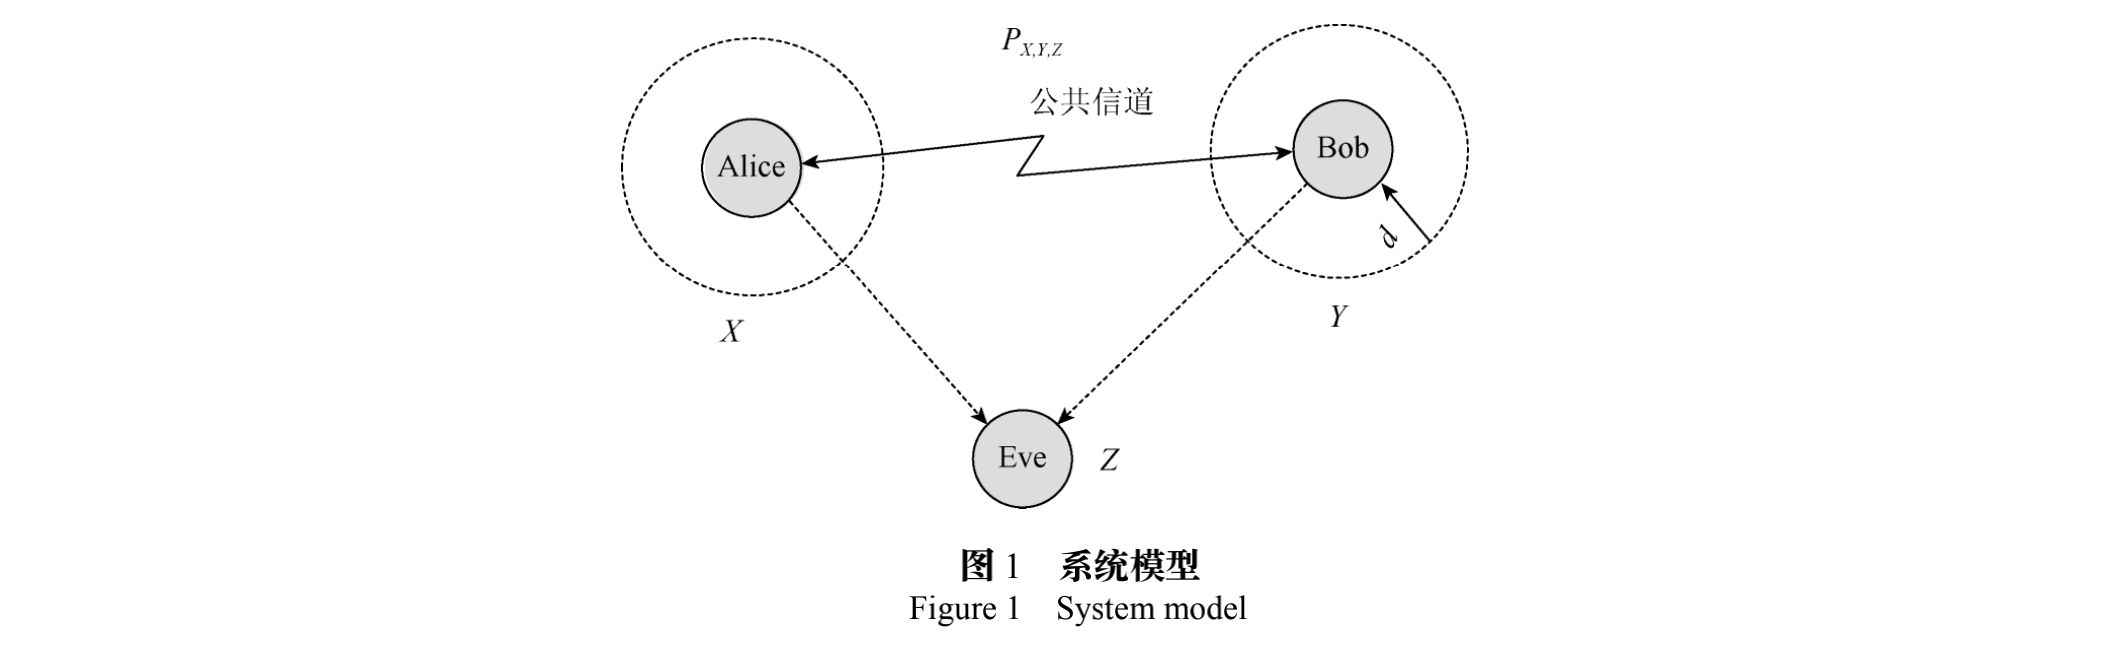 P_{X,Y,Z}
公共信道
Alice
Bob
d
X
Y
Eve
Z
图 1 系统模型
Figure 1 System model